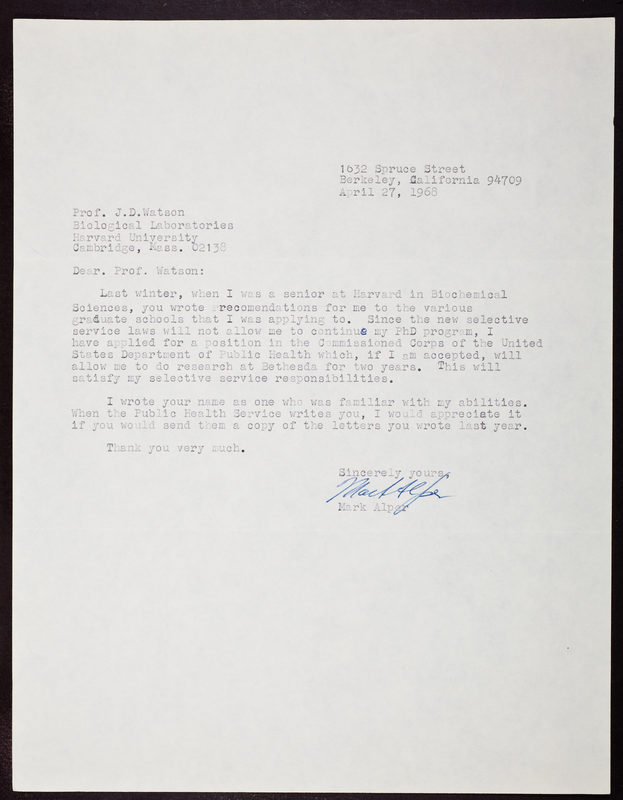 1632 Spruce Street
Berkeley, California 94709
April 27, 1968
Prof. J.D.Watson
Biological Laboratories
Harvard University
Cambridge, Mass. 02138
Dear. Prof. Watson:
Last winter, when I was a senior at Harvard in Biochemical
Sciences, you wrote recomendations for me to the various
graduate schools that I was applying to. Since the new selective
service laws will not allow me to continue my PhD program, I
have applied for a position in the Commissioned Corps of the United
States Department of Public Health which, if I am accepted, will
allow me to do research at Bethesda for two years. This will
satisfy my selective service responsibilities.
I wrote your name as one who was familiar with my abilities.
When the Public Health Service writes you, I would appreciate it
if you would send them a copy of the letters you wrote last year.
Thank you very much.
Sincerely yours,
Mark Alper
Mark Alper